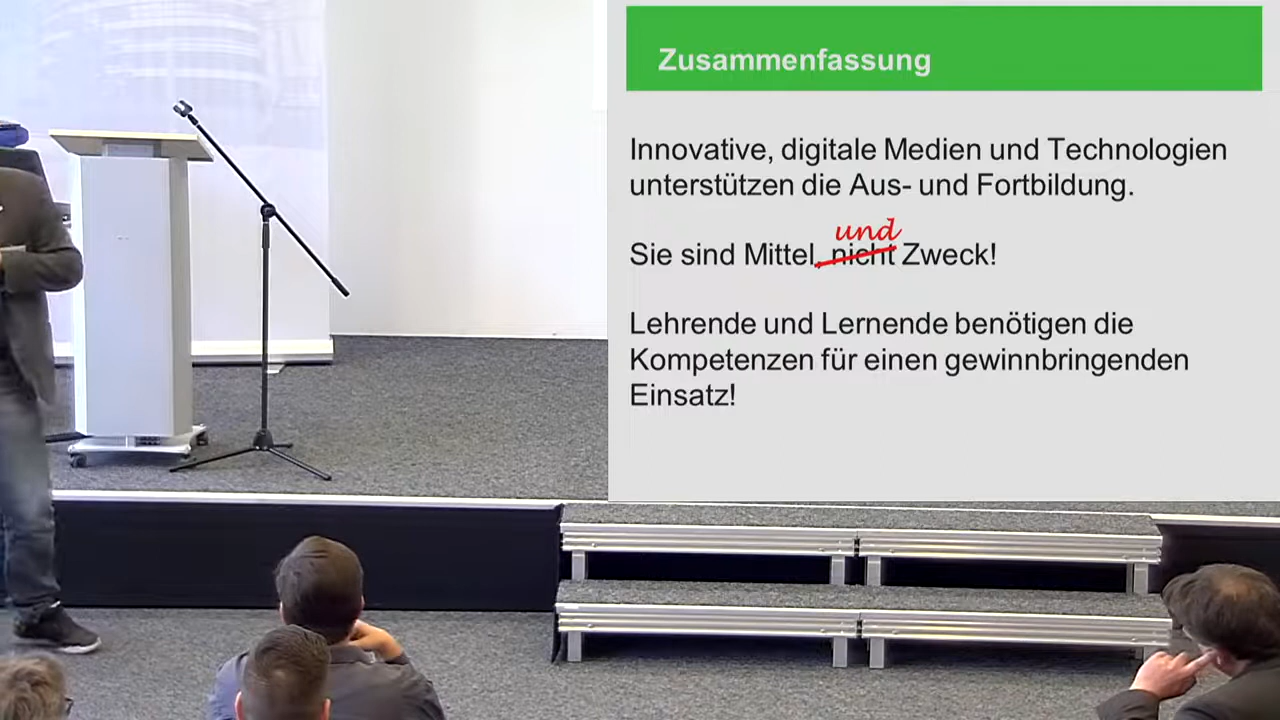 Zusammenfassung
Innovative, digitale Medien und Technologien
unterstützen die Aus- und Fortbildung.
und
Sie sind Mittel, nicht Zweck!
Lehrende und Lernende benötigen die
Kompetenzen für einen gewinnbringenden
Einsatz!